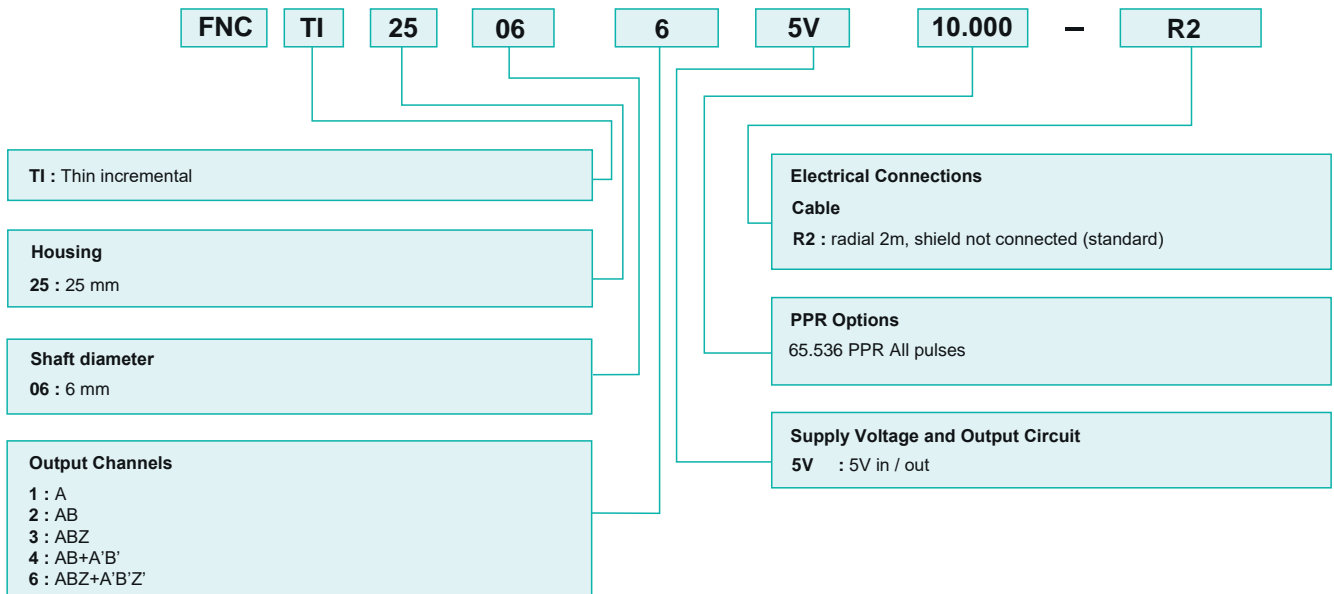 FNC TI 25 06 6 5V 10.000 – R2
TI : Thin incremental
Housing
25 : 25 mm
Shaft diameter
06 : 6 mm
Output Channels
1 : A
2 : AB
3 : ABZ
4 : AB+A’B’
6 : ABZ+A’B’Z’
Electrical Connections
Cable
R2 : radial 2m, shield not connected (standard)
PPR Options
65.536 PPR All pulses
Supply Voltage and Output Circuit
5V : 5V in / out